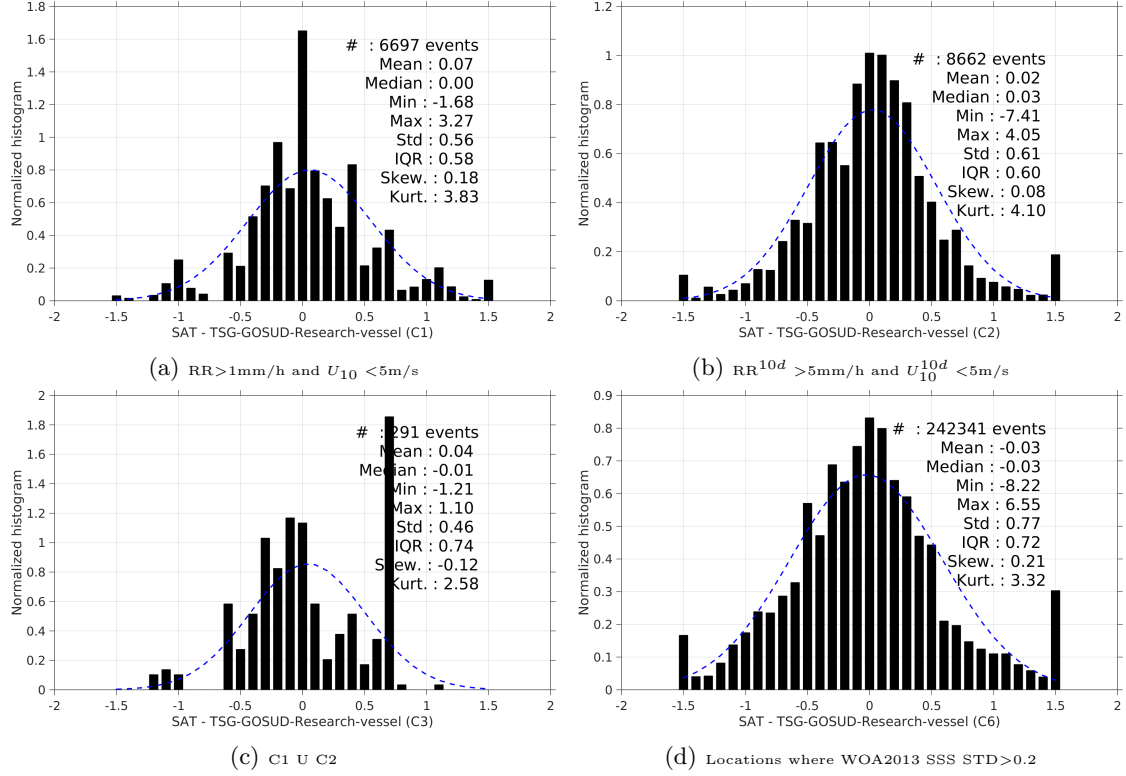 1.8
1.6
1.4
1.2
1
0.8
0.6
0.4
0.2
0
-2 -1.5 -1 -0.5 0 0.5 1 1.5 2
Normalized histogram
# : 6697 events
Mean : 0.07
Median : 0.00
Min : -1.68
Max : 3.27
Std : 0.56
IQR : 0.58
Skew. : 0.18
Kurt. : 3.83
SAT - TSG-GOSUD-Research-vessel (C1)
(a) RR>1mm/h and U10 <5m/s
1.2
1
0.8
0.6
0.4
0.2
0
-2 -1.5 -1 -0.5 0 0.5 1 1.5 2
Normalized histogram
# : 8662 events
Mean : 0.02
Median : 0.03
Min : -7.41
Max : 4.05
Std : 0.61
IQR : 0.60
Skew. : 0.08
Kurt. : 4.10
SAT - TSG-GOSUD-Research-vessel (C2)
(b) RR10d >5mm/h and U10d10 <5m/s
2
1.8
1.6
1.4
1.2
1
0.8
0.6
0.4
0.2
0
-2 -1.5 -1 -0.5 0 0.5 1 1.5 2
Normalized histogram
# : 291 events
Mean : 0.04
Median : -0.01
Min : -1.21
Max : 1.10
Std : 0.46
IQR : 0.74
Skew. : -0.12
Kurt. : 2.58
SAT - TSG-GOSUD-Research-vessel (C3)
(c) C1 U C2
0.9
0.8
0.7
0.6
0.5
0.4
0.3
0.2
0.1
0
-2 -1.5 -1 -0.5 0 0.5 1 1.5 2
Normalized histogram
# : 242341 events
Mean : -0.03
Median : -0.03
Min : -8.22
Max : 6.55
Std : 0.77
IQR : 0.72
Skew. : 0.21
Kurt. : 3.32
SAT - TSG-GOSUD-Research-vessel (C6)
(d) Locations where WOA2013 SSS STD>0.2